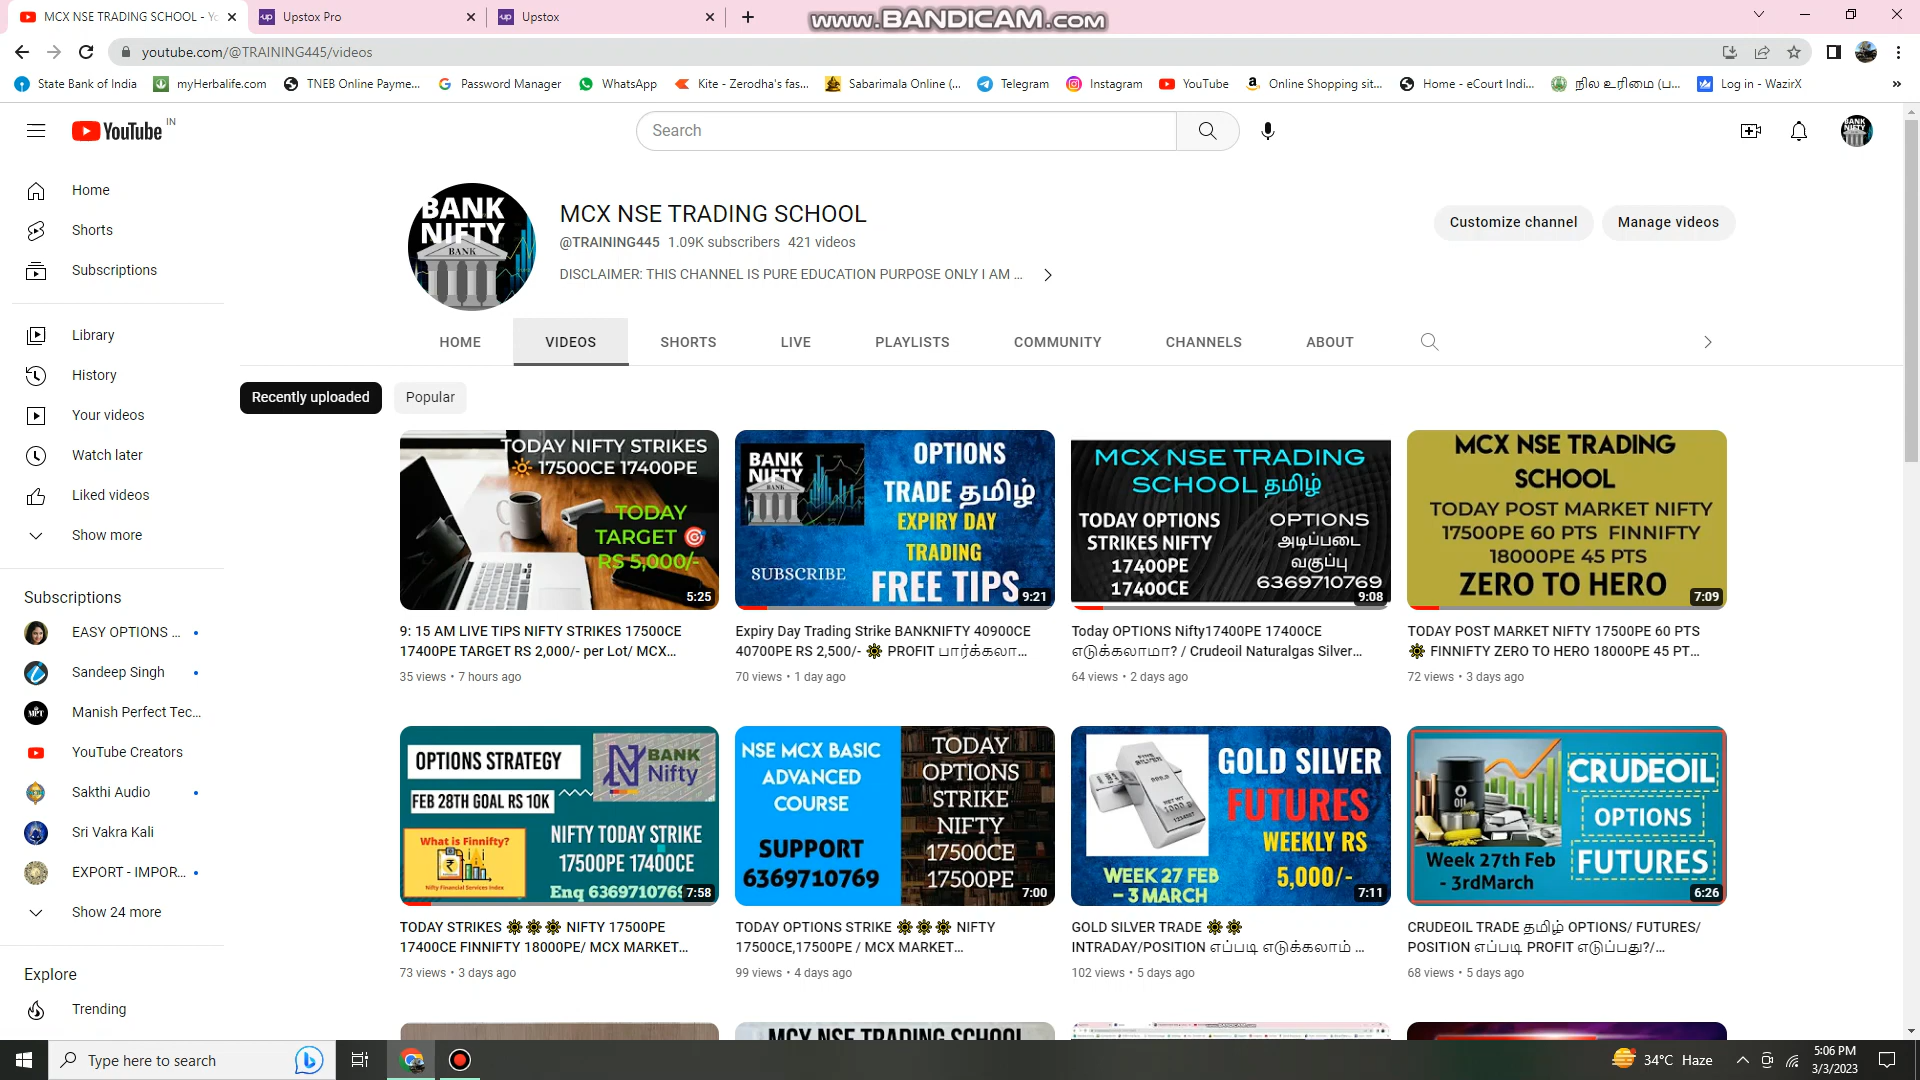 MCX NSE TRADING SCHOOL - Yo
Upstox Pro
Upstox
www.BANDICAM.com
youtube.com/@TRAINING445/videos
State Bank of India
myHerbalife.com
TNEB Online Payme...
Password Manager
WhatsApp
Kite - Zerodha's fas...
Sabarimala Online (...
Telegram
Instagram
YouTube
Online Shopping sit...
Home - eCourt Indi...
நில உரிமை (ப...
Log in - WazirX
YouTube IN
Search
Home
Shorts
Subscriptions
Library
History
Your videos
Watch later
Liked videos
Show more
Subscriptions
EASY OPTIONS ...
Sandeep Singh
Manish Perfect Tec...
YouTube Creators
Sakthi Audio
Sri Vakra Kali
EXPORT - IMPOR...
Show 24 more
Explore
Trending
BANK
NIFTY
BANK
MCX NSE TRADING SCHOOL
@TRAINING445 1.09K subscribers 421 videos
DISCLAIMER: THIS CHANNEL IS PURE EDUCATION PURPOSE ONLY I AM ...
Customize channel
Manage videos
HOME
VIDEOS
SHORTS
LIVE
PLAYLISTS
COMMUNITY
CHANNELS
ABOUT
Recently uploaded
Popular
TODAY NIFTY STRIKES
17500CE 17400PE
TODAY
TARGET
RS 5,000/-
5:25
9: 15 AM LIVE TIPS NIFTY STRIKES 17500CE
17400PE TARGET RS 2,000/- per Lot/ MCX...
35 views • 7 hours ago
BANK
NIFTY
BANK
OPTIONS
TRADE தமிழ்
EXPIRY DAY
TRADING
SUBSCRIBE
FREE TIPS
9:21
Expiry Day Trading Strike BANKNIFTY 40900CE
40700PE RS 2,500/- 🔅 PROFIT பார்க்கலா...
70 views • 1 day ago
MCX NSE TRADING
SCHOOL தமிழ்
TODAY OPTIONS
STRIKES NIFTY
17400PE
17400CE
OPTIONS
அடிப்படை
வகுப்பு
6369710769
9:08
Today OPTIONS Nifty17400PE 17400CE
எடுக்கலாமா? / Crudeoil Naturalgas Silver...
64 views • 2 days ago
MCX NSE TRADING
SCHOOL
TODAY POST MARKET NIFTY
17500PE 60 PTS FINNIFTY
18000PE 45 PTS
ZERO TO HERO
7:09
TODAY POST MARKET NIFTY 17500PE 60 PTS
🔅 FINNIFTY ZERO TO HERO 18000PE 45 PT...
72 views • 3 days ago
OPTIONS STRATEGY
FEB 28TH GOAL RS 10K
BANK
Nifty
What is Finnifty?
Nifty Financial Services Index
NIFTY TODAY STRIKE
17500PE 17400CE
Enq 6369710769
7:58
TODAY STRIKES 🔅🔅🔅 NIFTY 17500PE
17400CE FINNIFTY 18000PE/ MCX MARKET...
73 views • 3 days ago
NSE MCX BASIC
ADVANCED
COURSE
SUPPORT
6369710769
TODAY
OPTIONS
STRIKE
NIFTY
17500CE
17500PE
7:00
TODAY OPTIONS STRIKE 🔅🔅🔅 NIFTY
17500CE,17500PE / MCX MARKET...
99 views • 4 days ago
GOLD SILVER
FUTURES
WEEKLY RS
5,000/-
WEEK 27 FEB
– 3 MARCH
7:11
GOLD SILVER TRADE 🔅🔅
INTRADAY/POSITION எப்படி எடுக்கலாம் ...
102 views • 5 days ago
CRUDEOIL
OPTIONS
FUTURES
Week 27th Feb
- 3rdMarch
6:26
CRUDEOIL TRADE தமிழ் OPTIONS/ FUTURES/
POSITION எப்படி PROFIT எடுப்பது?/...
68 views • 5 days ago
MCX NSE TRADING SCHOOL
Type here to search
34°C Haze
5:06 PM
3/3/2023